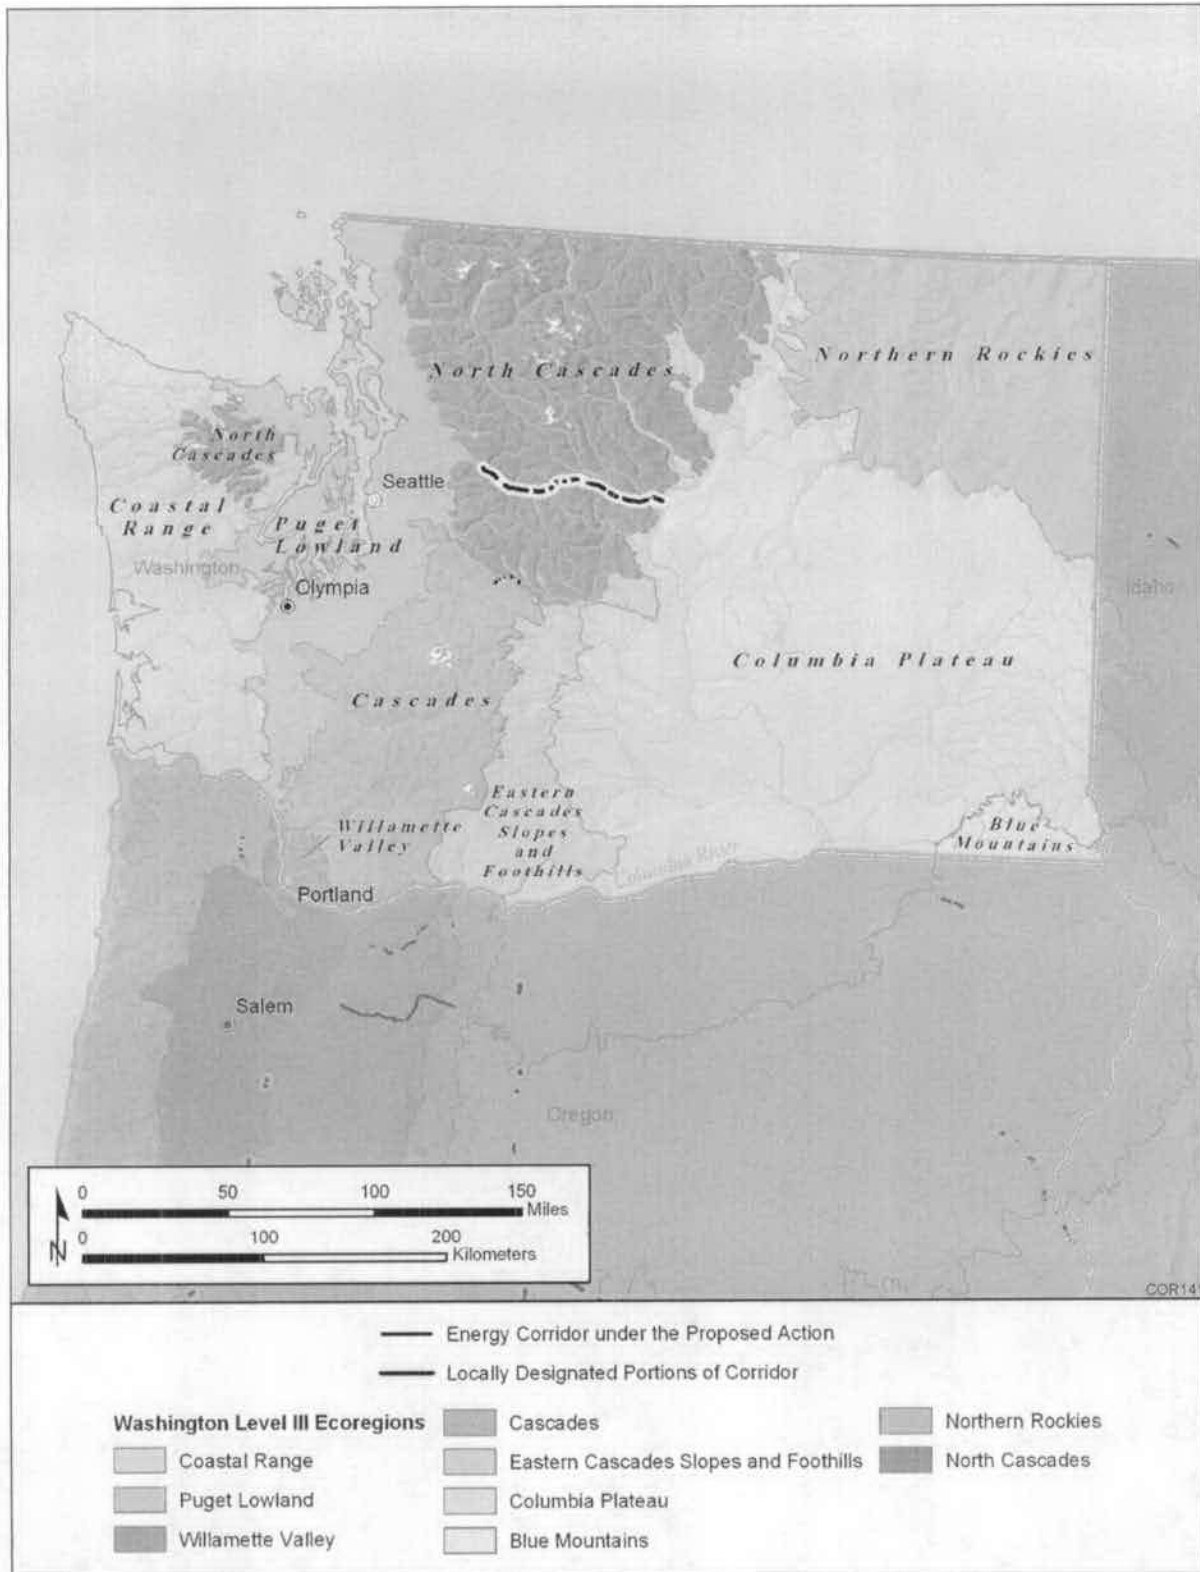 North Cascades
Northern Rockies
North
Cascades
Seattle
Coastal
Range
Puget
Lowland
Washington
Olympia
Idaho
Columbia Plateau
Cascades
Eastern
Cascades
Slopes
and
Foothills
Willamette
Valley
Blue
Mountains
Columbia River
Portland
Salem
Oregon
0 50 100 150
Miles
0 100 200
Kilometers
N
COR141
Energy Corridor under the Proposed Action
Locally Designated Portions of Corridor
Washington Level III Ecoregions
Coastal Range
Puget Lowland
Willamette Valley
Cascades
Eastern Cascades Slopes and Foothills
Columbia Plateau
Blue Mountains
Northern Rockies
North Cascades